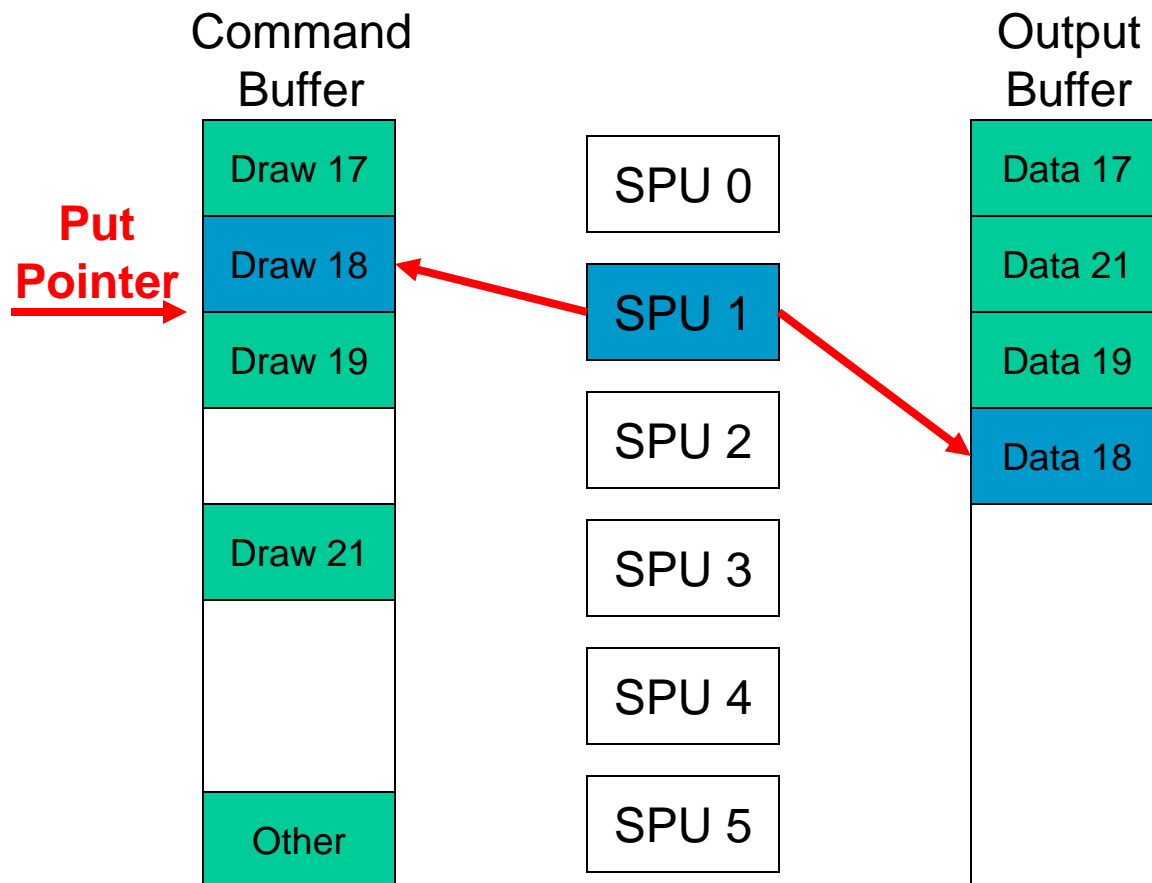 Command
Buffer
Draw 17
Draw 18
Draw 19
Draw 21
Other
Put
Pointer
SPU 0
SPU 1
SPU 2
SPU 3
SPU 4
SPU 5
Output
Buffer
Data 17
Data 21
Data 19
Data 18